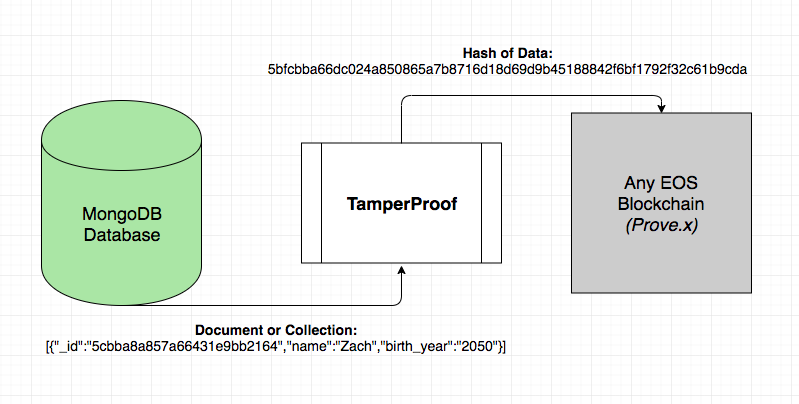 Hash of Data:
5bfcbba66dc024a850865a7b8716d18d69d9b45188842f6bf1792f32c61b9cda
MongoDB
Database
TamperProof
Any EOS
Blockchain
(Prove.x)
Document or Collection:
[{"_id":"5cbba8a857a66431e9bb2164","name":"Zach","birth_year":"2050"}]